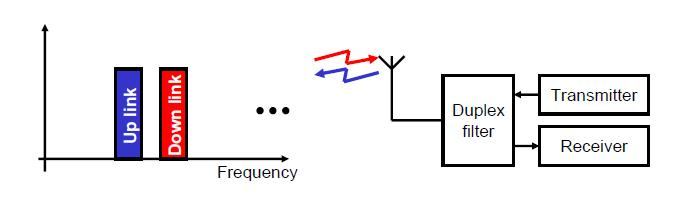 Up link
Down link
...
Frequency
Duplex
filter
Transmitter
Receiver